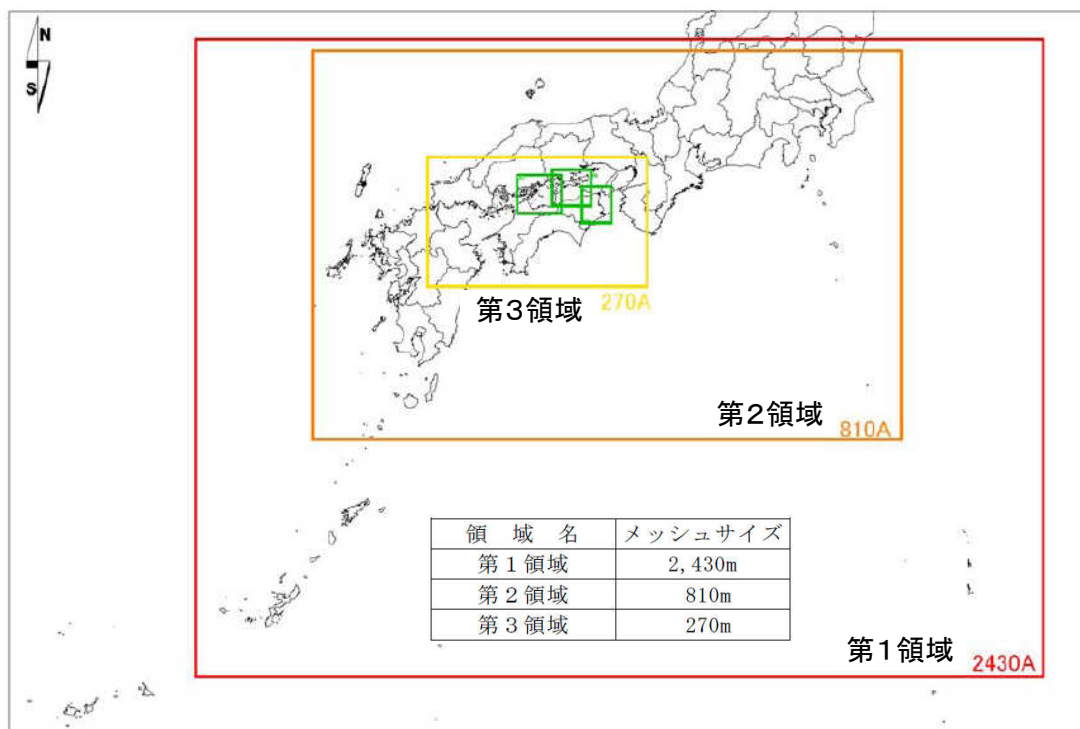 N
S
第3領域
270A
第2領域
810A
領 域 名 メッシュサイズ
第1領域 2,430m
第2領域 810m
第3領域 270m
第1領域
2430A